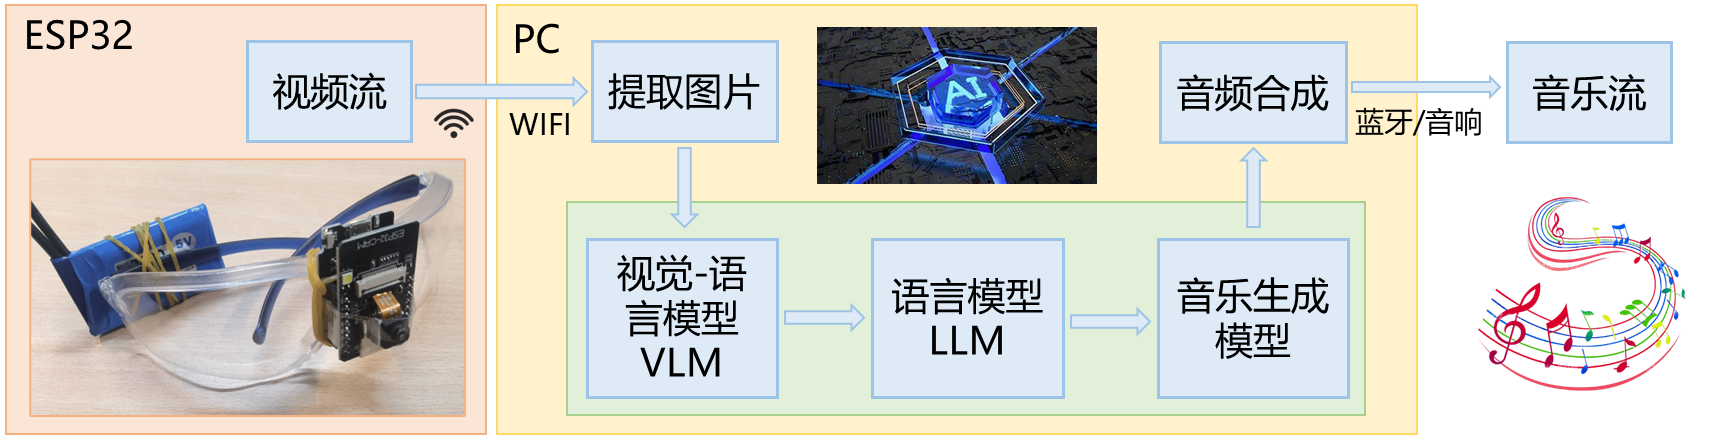 ESP32
视频流
WIFI
PC
提取图片
AI
音频合成
蓝牙/音响
音乐流
ESP32-CAM
5V
视觉-语
言模型
VLM
语言模型
LLM
音乐生成
模型